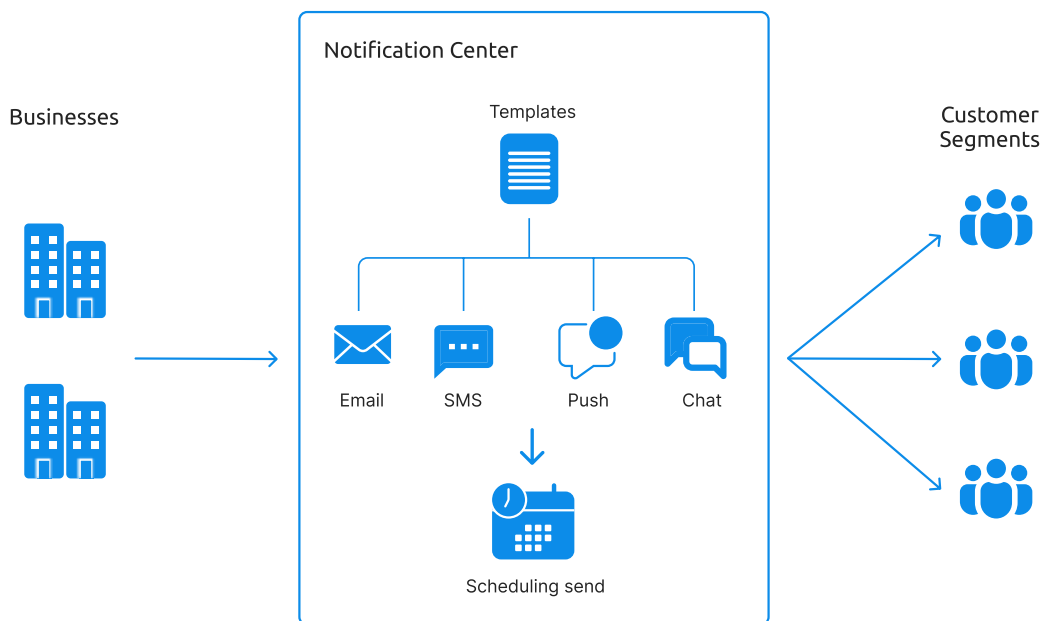 Notification Center
Businesses
Templates
Customer
Segments
Email
SMS
Push
Chat
Scheduling send